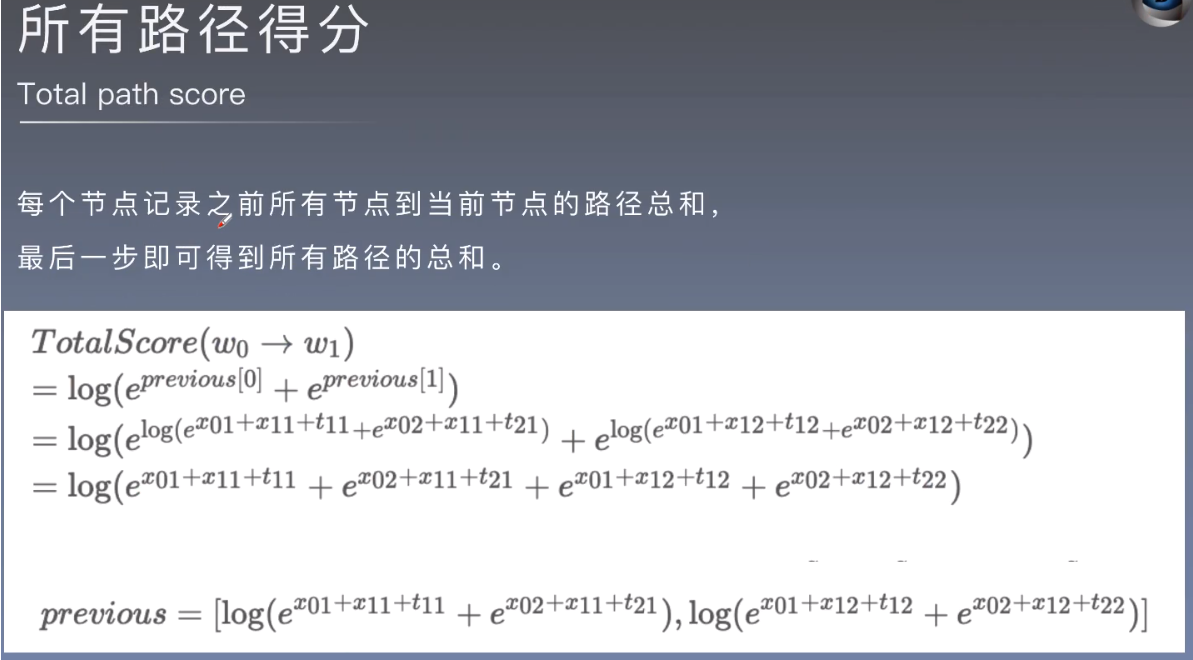 所有路径得分
Total path score
每个节点记录之前所有节点到当前节点的路径总和，
最后一步即可得到所有路径的总和。
TotalScore(w₀ → w₁)
= log(e^{previous[0]} + e^{previous[1]})
= log(e^{log(e^{x01+x11+t11}+e^{x02+x11+t21})} + e^{log(e^{x01+x12+t12}+e^{x02+x12+t22})})
= log(e^{x01+x11+t11} + e^{x02+x11+t21} + e^{x01+x12+t12} + e^{x02+x12+t22})
previous = [log(e^{x01+x11+t11} + e^{x02+x11+t21}), log(e^{x01+x12+t12} + e^{x02+x12+t22})]